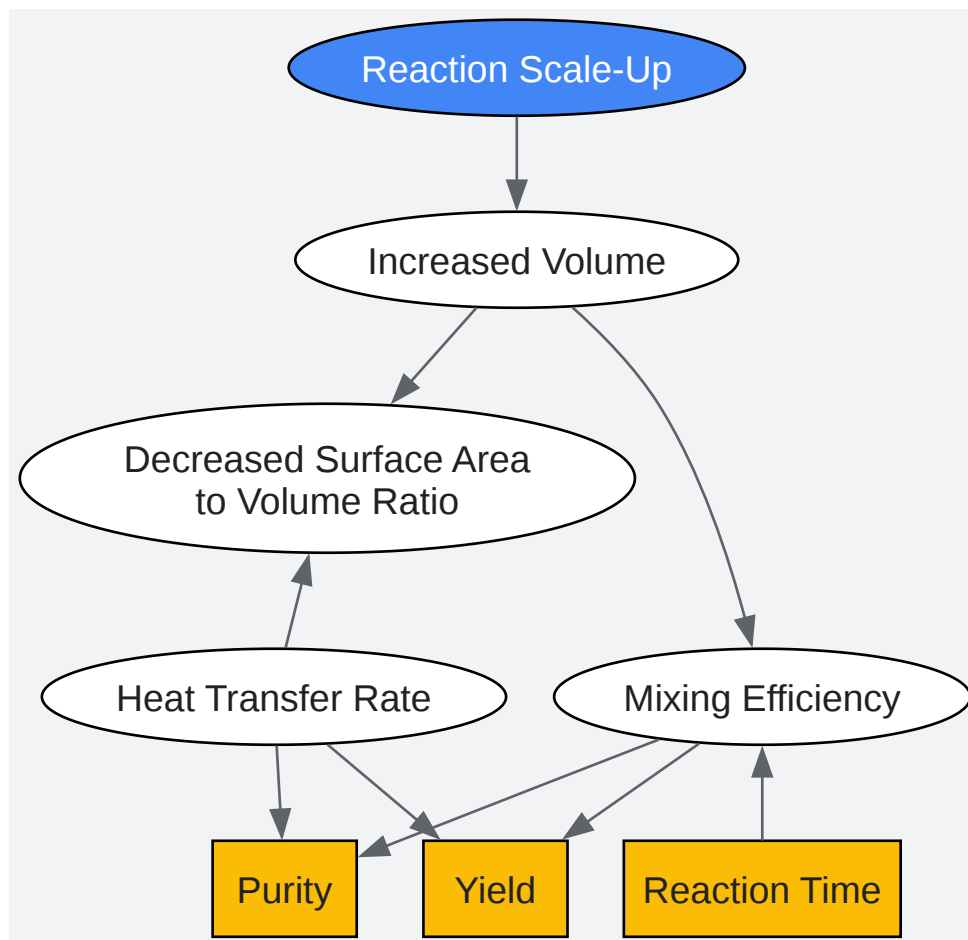 Reaction Scale-Up
Increased Volume
Decreased Surface Area
to Volume Ratio
Heat Transfer Rate
Mixing Efficiency
Purity
Yield
Reaction Time